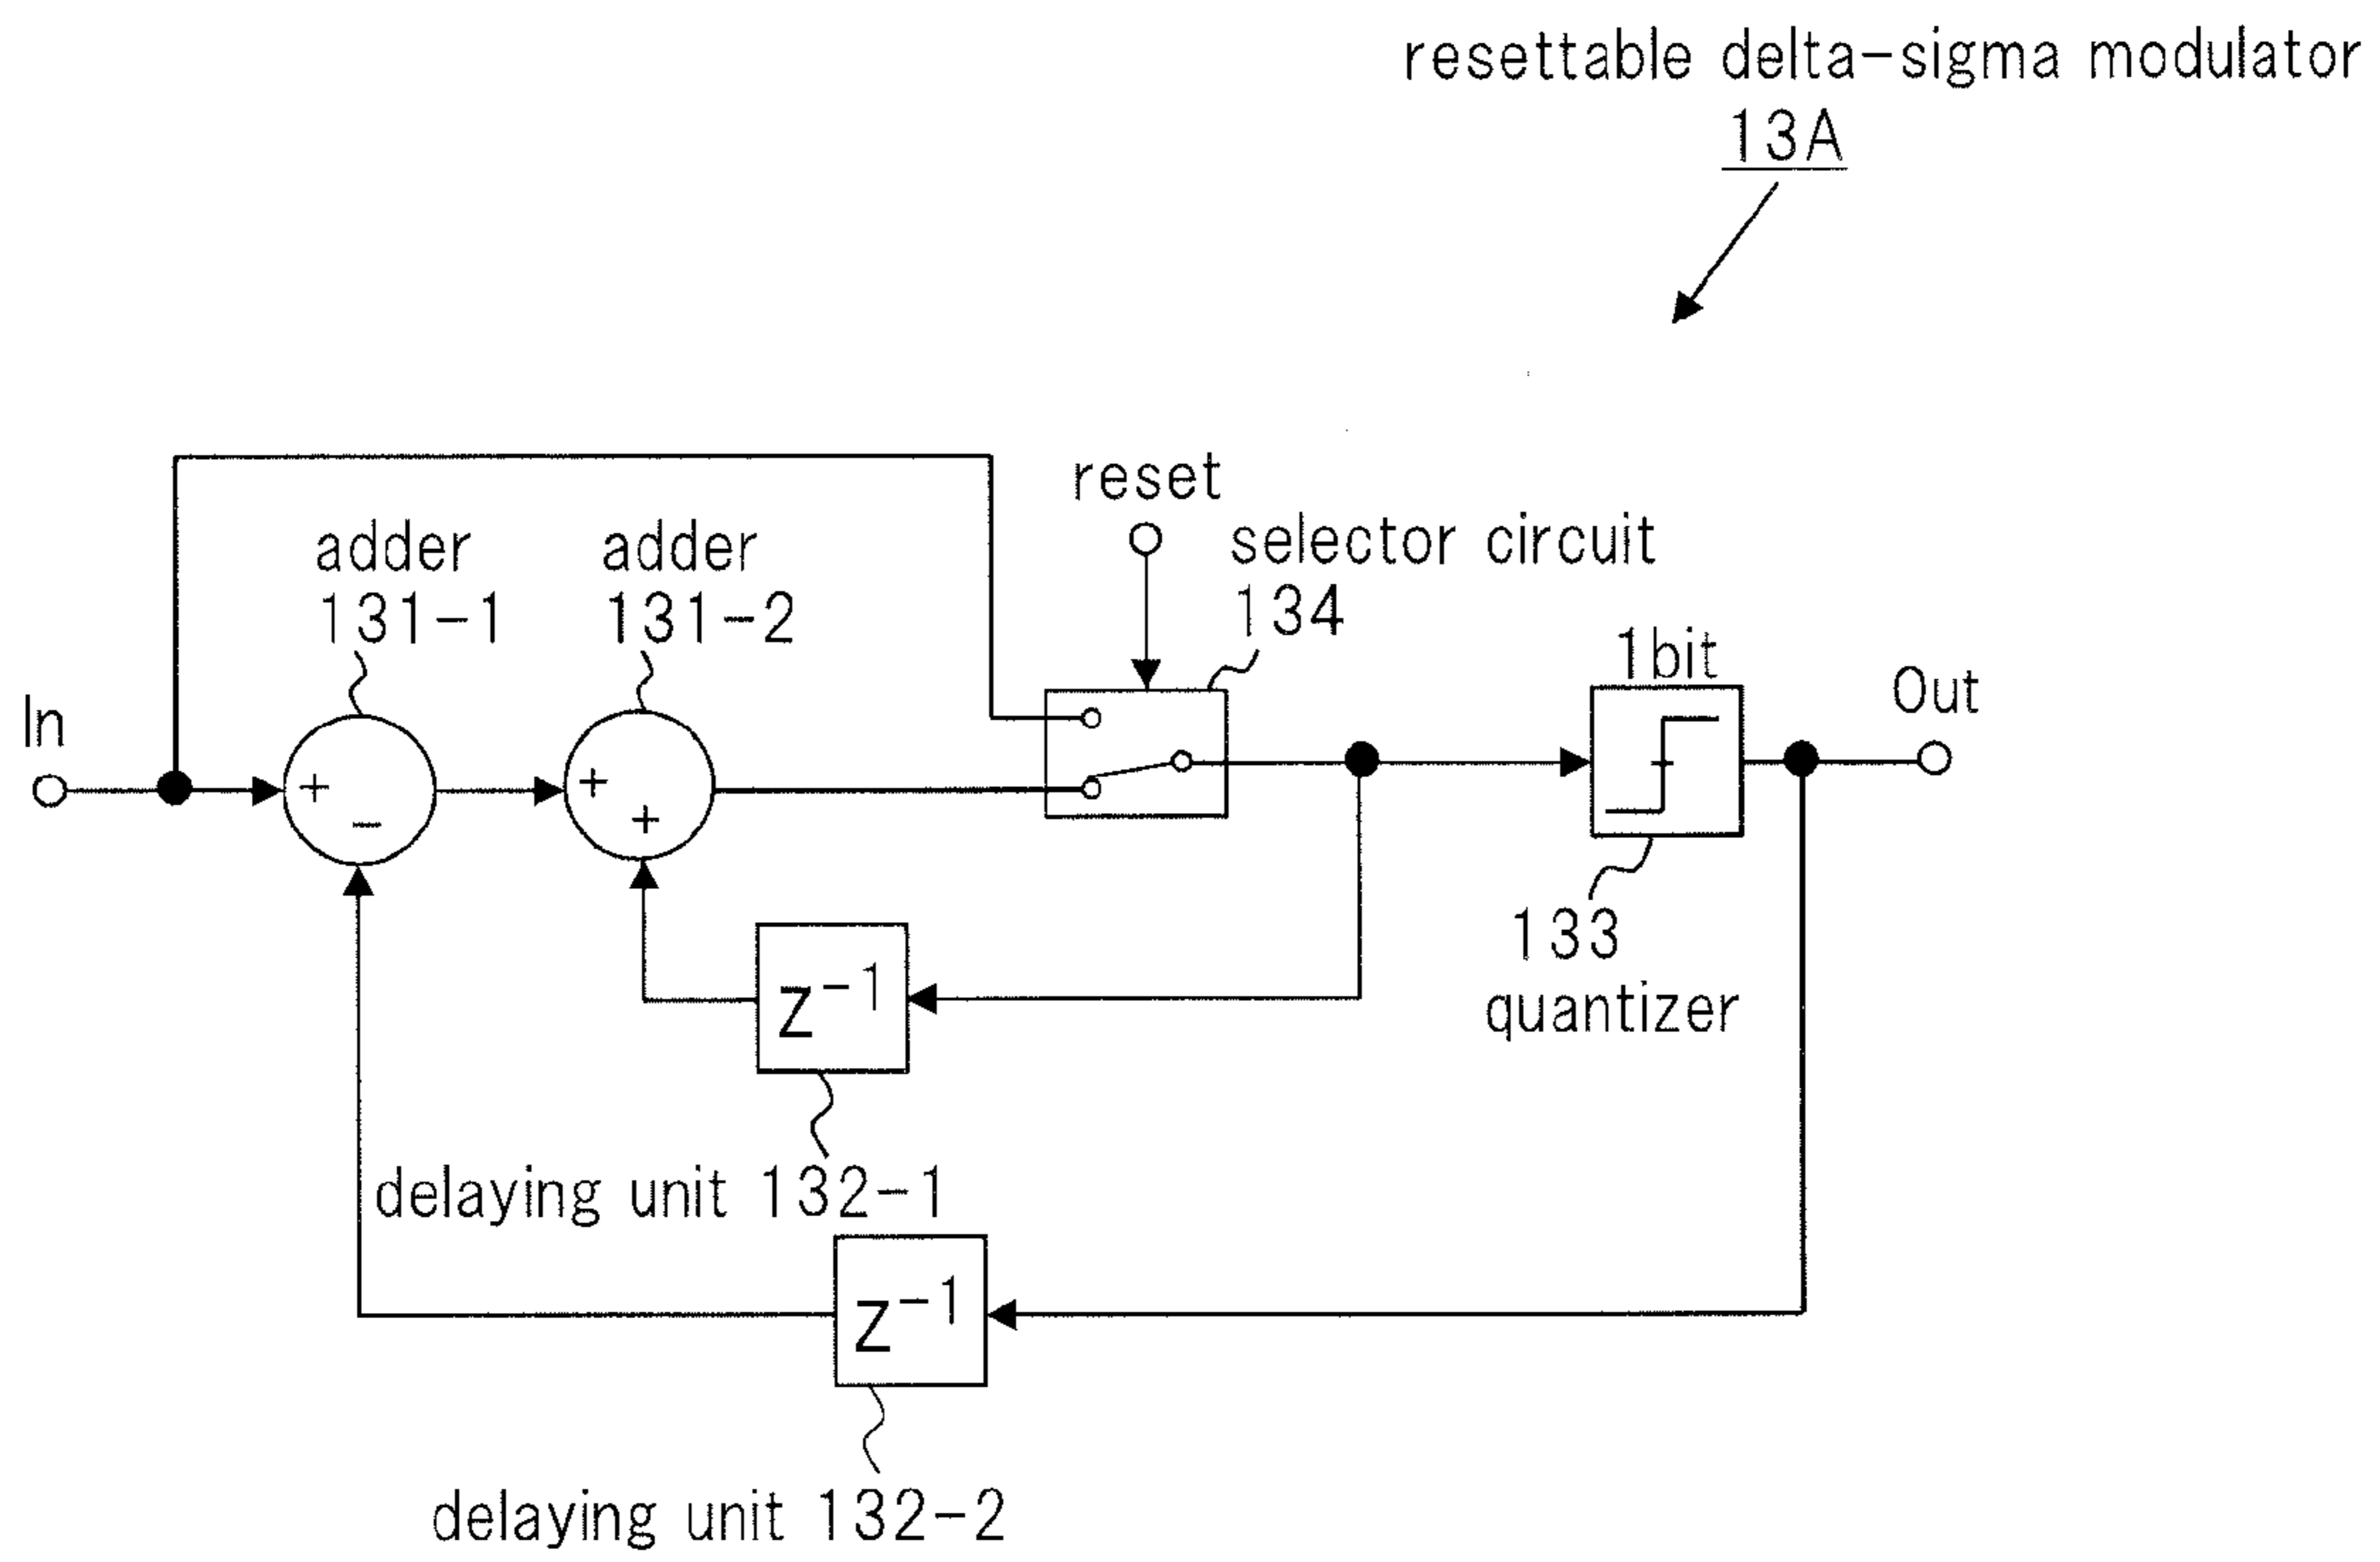 resettable delta-sigma modulator
13A
reset
selector circuit
134
adder
131-1
adder
131-2
1bit
In
Out
+
−
+
+
133
quantizer
z⁻¹
delaying unit 132-1
z⁻¹
delaying unit 132-2